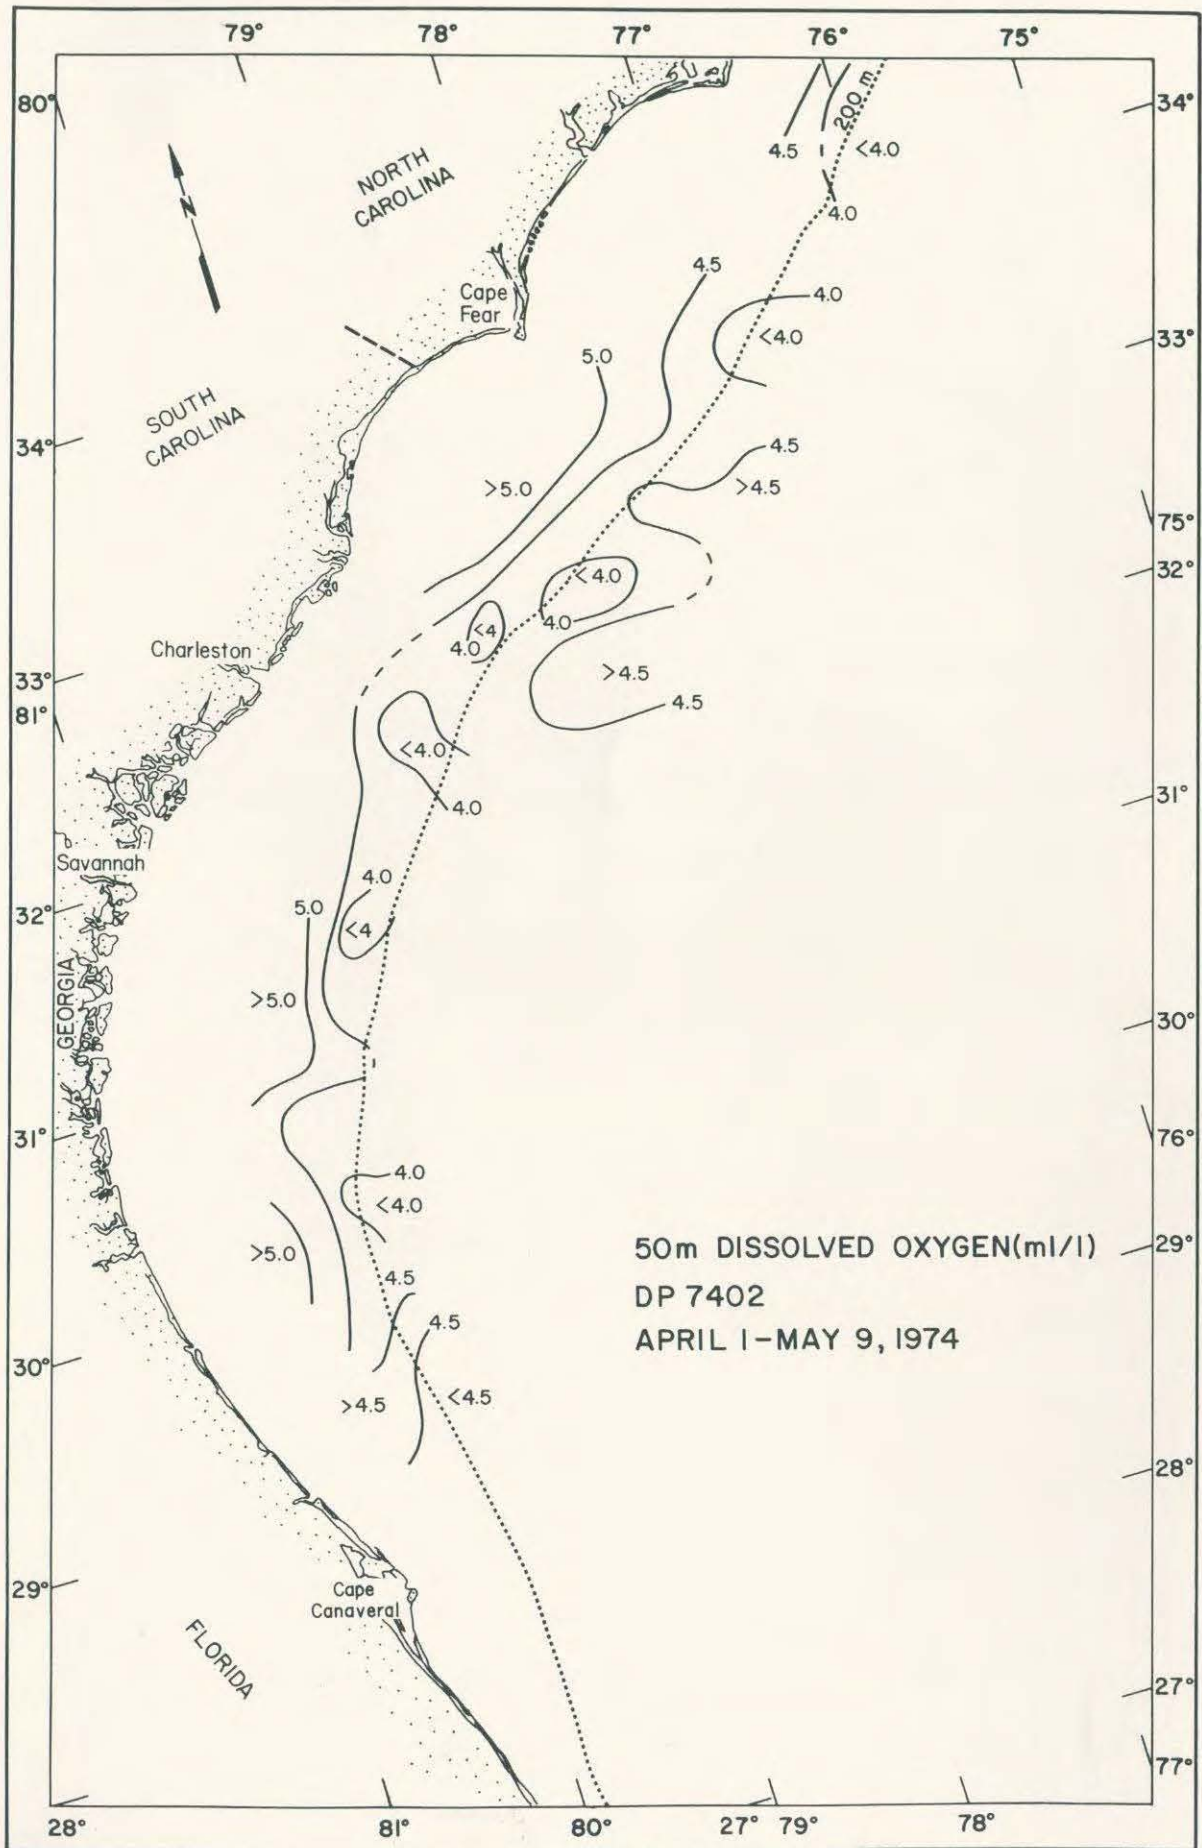 79° 78° 77° 76° 75°
80°
34°
200 m
4.5
<4.0
4.0
NORTH
CAROLINA
N
Cape
Fear
4.5
4.0
<4.0
33°
5.0
SOUTH
CAROLINA
34°
4.5
>5.0
>4.5
75°
32°
<4.0
4.0
<4
4.0
Charleston
>4.5
4.5
33°
81°
<4.0
4.0
31°
Savannah
4.0
5.0
32°
<4
GEORGIA
>5.0
30°
31°
76°
4.0
<4.0
>5.0
50m DISSOLVED OXYGEN(ml/l)
29°
4.5
DP 7402
4.5
APRIL 1-MAY 9, 1974
30°
>4.5
<4.5
28°
29°
Cape
Canaveral
FLORIDA
27°
77°
28° 81° 80° 27° 79° 78°